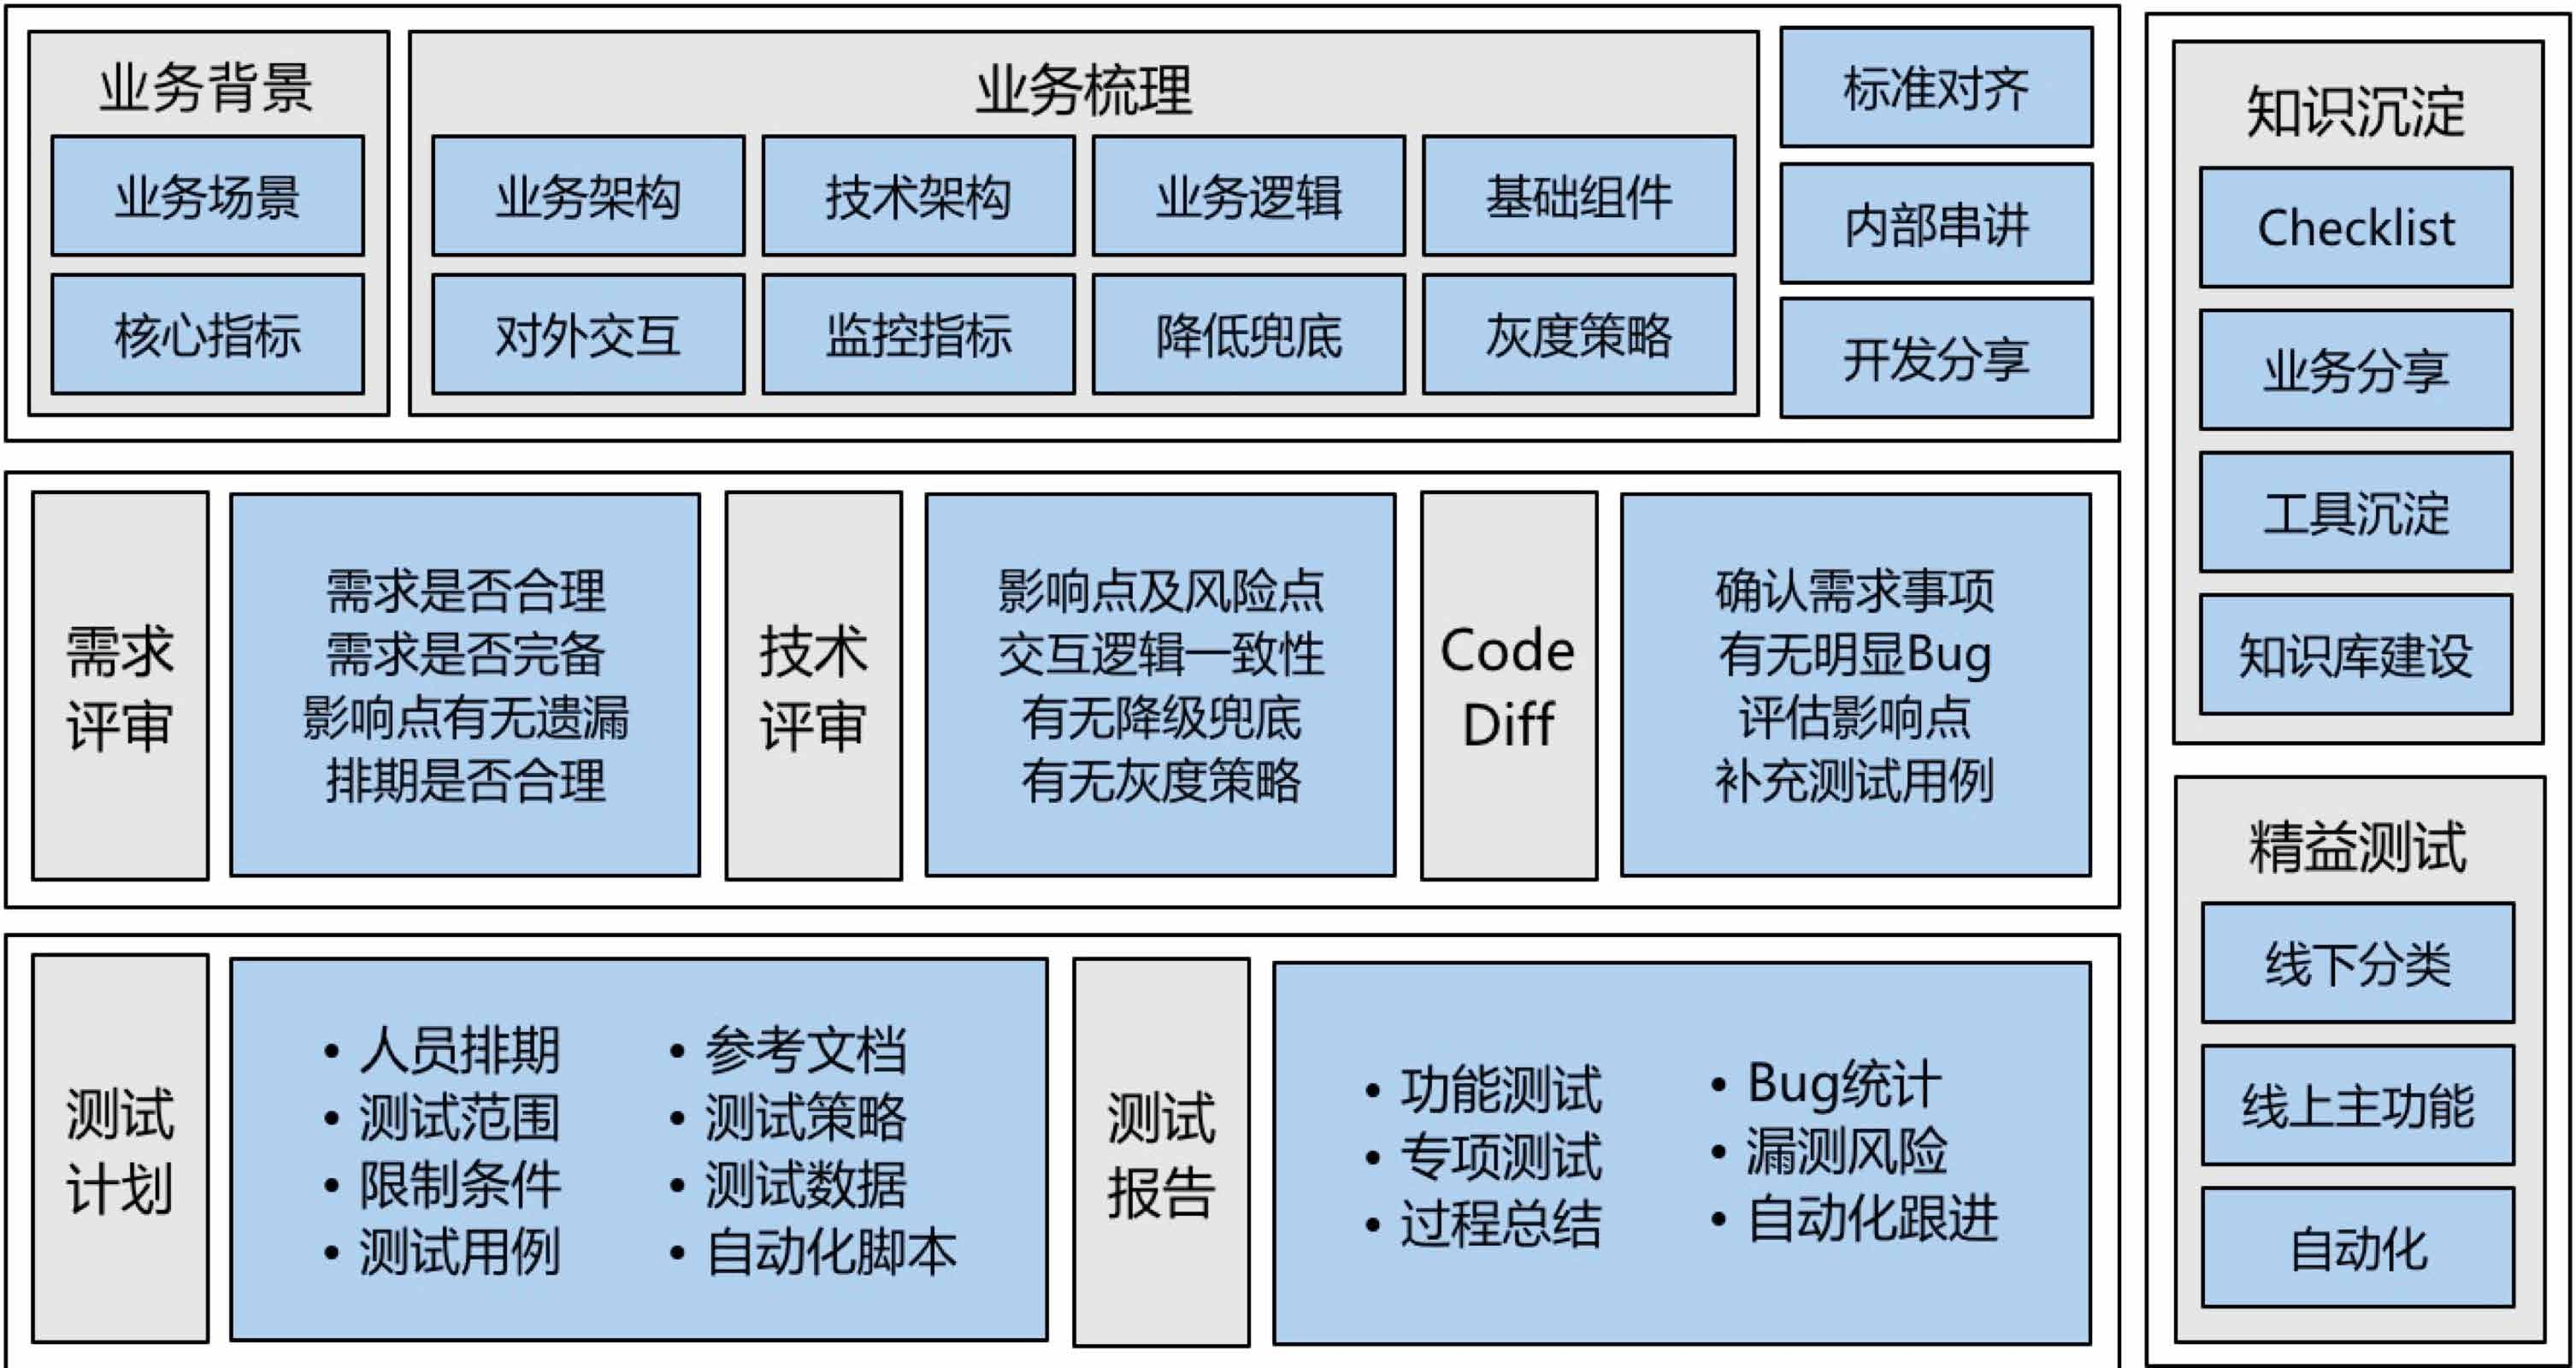 业务背景
业务场景
核心指标
业务梳理
业务架构
技术架构
业务逻辑
基础组件
对外交互
监控指标
降低兜底
灰度策略
标准对齐
内部串讲
开发分享
需求
评审
需求是否合理
需求是否完备
影响点有无遗漏
排期是否合理
技术
评审
影响点及风险点
交互逻辑一致性
有无降级兜底
有无灰度策略
Code
Diff
确认需求事项
有无明显Bug
评估影响点
补充测试用例
测试
计划
• 人员排期
• 测试范围
• 限制条件
• 测试用例
• 参考文档
• 测试策略
• 测试数据
• 自动化脚本
测试
报告
• 功能测试
• 专项测试
• 过程总结
• Bug统计
• 漏测风险
• 自动化跟进
知识沉淀
Checklist
业务分享
工具沉淀
知识库建设
精益测试
线下分类
线上主功能
自动化